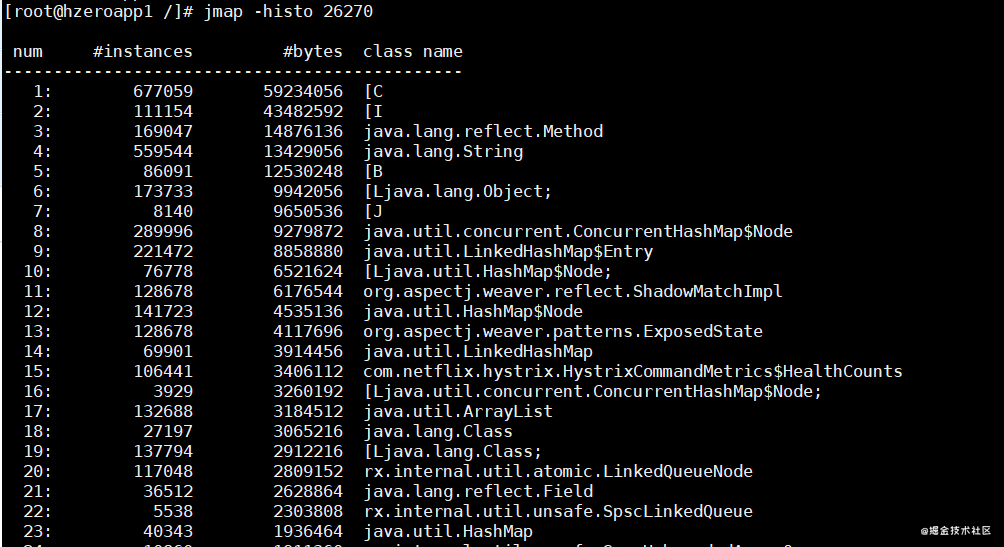 [root@hzeroapp1 /]# jmap -histo 26270
num #instances #bytes class name
----------------------------------------------
1: 677059 59234056 [C
2: 111154 43482592 [I
3: 169047 14876136 java.lang.reflect.Method
4: 559544 13429056 java.lang.String
5: 86091 12530248 [B
6: 173733 9942056 [Ljava.lang.Object;
7: 8140 9650536 [J
8: 289996 9279872 java.util.concurrent.ConcurrentHashMap$Node
9: 221472 8858880 java.util.LinkedHashMap$Entry
10: 76778 6521624 [Ljava.util.HashMap$Node;
11: 128678 6176544 org.aspectj.weaver.reflect.ShadowMatchImpl
12: 141723 4535136 java.util.HashMap$Node
13: 128678 4117696 org.aspectj.weaver.patterns.ExposedState
14: 69901 3914456 java.util.LinkedHashMap
15: 106441 3406112 com.netflix.hystrix.HystrixCommandMetrics$HealthCounts
16: 3929 3260192 [Ljava.util.concurrent.ConcurrentHashMap$Node;
17: 132688 3184512 java.util.ArrayList
18: 27197 3065216 java.lang.Class
19: 137794 2912216 [Ljava.lang.Class;
20: 117048 2809152 rx.internal.util.atomic.LinkedQueueNode
21: 36512 2628864 java.lang.reflect.Field
22: 5538 2303808 rx.internal.util.unsafe.SpscLinkedQueue
23: 40343 1936464 java.util.HashMap
@掘金技术社区